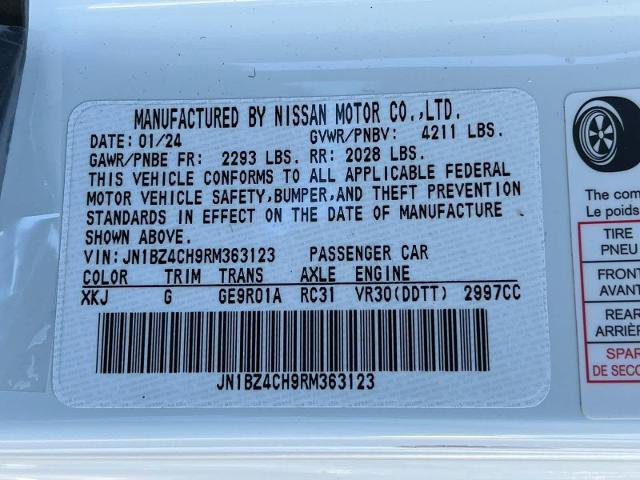 MANUFACTURED BY NISSAN MOTOR CO.,LTD.
DATE: 01/24 GVWR/PNBV: 4211 LBS.
GAWR/PNBE FR: 2293 LBS. RR: 2028 LBS.
THIS VEHICLE CONFORMS TO ALL APPLICABLE FEDERAL
MOTOR VEHICLE SAFETY,BUMPER,AND THEFT PREVENTION
STANDARDS IN EFFECT ON THE DATE OF MANUFACTURE
SHOWN ABOVE.
VIN: JN1BZ4CH9RM363123 PASSENGER CAR
COLOR TRIM TRANS AXLE ENGINE
XKJ G GE9R01A RC31 VR30(DDTT) 2997CC
JN1BZ4CH9RM363123
The com
Le poids
TIRE
PNEU
FRONT
AVANT
REAR
ARRIÈR
SPAR
DE SECO